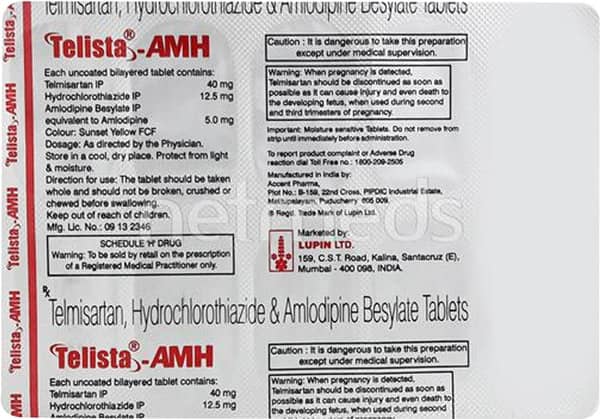 Telmisartan, Hydrochlorothiazide & Amlodipine Besylate Tablets
Telista®-AMH
Each uncoated bilayered tablet contains:
Telmisartan IP 40 mg
Hydrochlorothiazide IP 12.5 mg
Amlodipine Besylate IP
equivalent to Amlodipine 5.0 mg
Colour: Sunset Yellow FCF
Dosage: As directed by the Physician.
Store in a cool, dry place. Protect from light
& moisture.
Direction for use: The tablet should be taken
whole and should not be broken, crushed or
chewed before swallowing.
Keep out of reach of children.
Mfg. Lic. No.: 09 13 2346
SCHEDULE 'H' DRUG
Warning: To be sold by retail on the prescription
of a Registered Medical Practitioner only.
Caution : It is dangerous to take this preparation
except under medical supervision.
Warning: When pregnancy is detected,
Telmisartan should be discontinued as soon as
possible as it can cause injury and even death to
the developing fetus, when used during second
and third trimesters of pregnancy.
Important: Moisture sensitive Tablets. Do not remove from
strip until immediately before administration.
To report product complaint or Adverse Drug
reaction dial Toll Free no.: 1800-209-2505
Manufactured in India by:
Accent Pharma,
Plot No.: B-159, 22nd Cross, PIPDIC Industrial Estate,
Mettupalayam, Puducherry 605 009.
® Regd. Trade Mark of Lupin Ltd.
Marketed by:
LUPIN LTD.
159, C.S.T. Road, Kalina, Santacruz (E),
Mumbai - 400 098, INDIA.
netmeds
Telista®-AMH
Telista®-AMH
Telista®-AMH
Rx
Telmisartan, Hydrochlorothiazide & Amlodipine Besylate Tablets
Telista®-AMH
Each uncoated bilayered tablet contains:
Telmisartan IP 40 mg
Hydrochlorothiazide IP 12.5 mg
Amlodipine Besylate IP
Caution : It is dangerous to take this preparation
except under medical supervision.
Warning: When pregnancy is detected,
Telmisartan should be discontinued as soon as
possible as it can cause injury and even death to
the developing fetus, when used during second